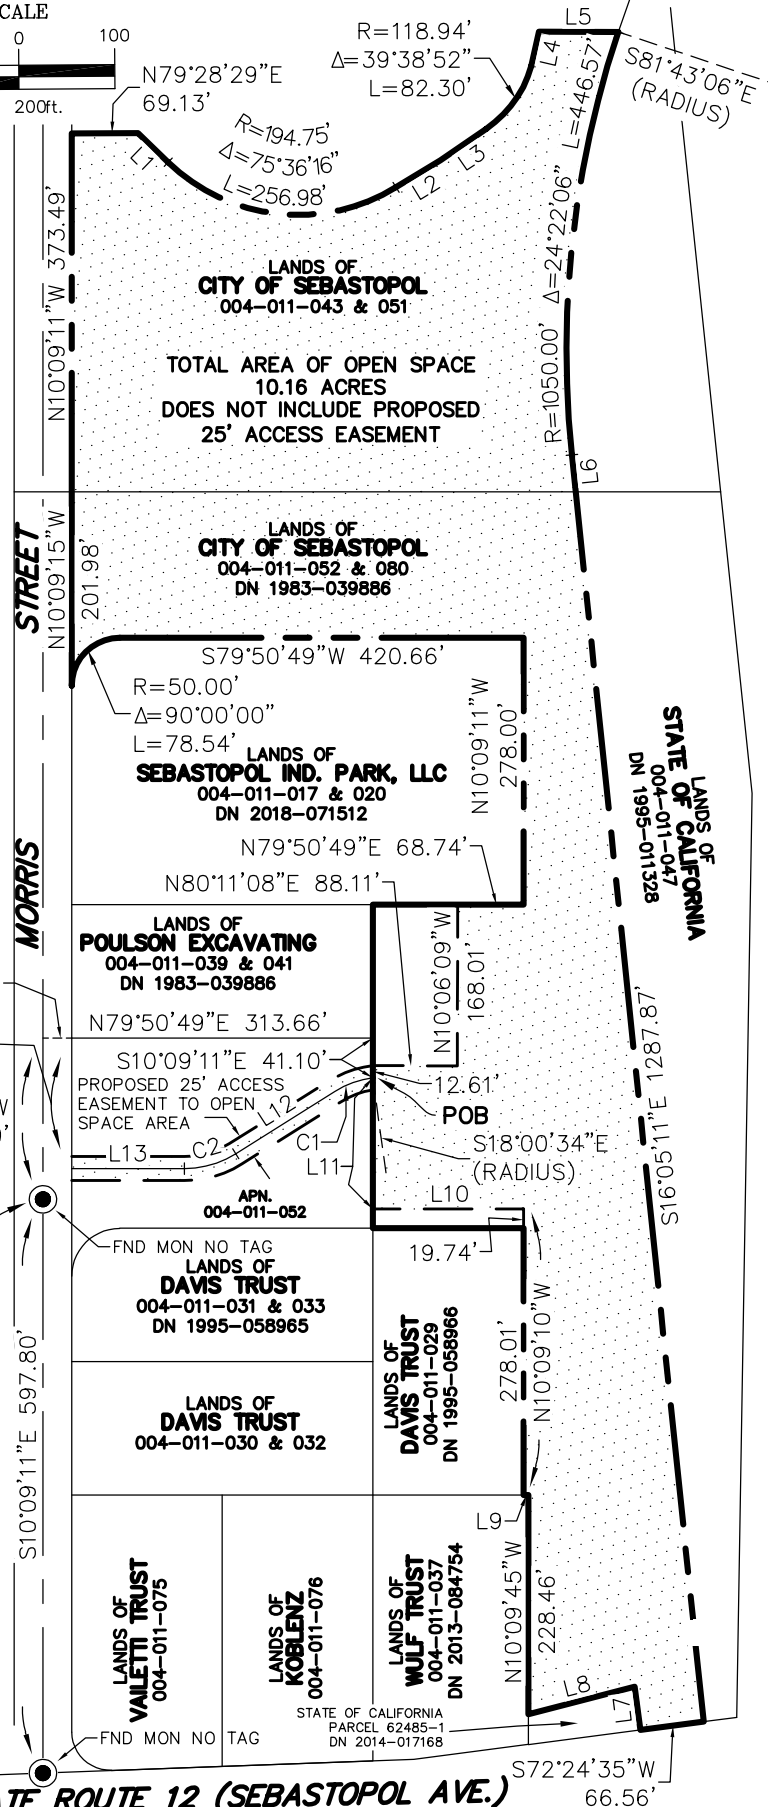 CALE
0 100
200ft.
N79°28'29"E
69.13'
R=118.94'
Δ=39°38'52"
L=82.30'
L5
L4
L=446.57'
S81°43'06"E
(RADIUS)
L1
R=194.75'
Δ=75°36'16"
L=256.98'
L2
L3
N10°09'11"W 373.49'
LANDS OF
CITY OF SEBASTOPOL
004-011-043 & 051
TOTAL AREA OF OPEN SPACE
10.16 ACRES
DOES NOT INCLUDE PROPOSED
25' ACCESS EASEMENT
R=1050.00' Δ=24°22'06"
L6
STREET
N10°09'15"W
201.98'
LANDS OF
CITY OF SEBASTOPOL
004-011-052 & 080
DN 1983-039886
S79°50'49"W 420.66'
R=50.00'
Δ=90°00'00"
L=78.54'
N10°09'11"W
278.00'
LANDS OF
SEBASTOPOL IND. PARK, LLC
004-011-017 & 020
DN 2018-071512
LANDS OF
STATE OF CALIFORNIA
004-011-047
DN 1995-011328
MORRIS
N79°50'49"E 68.74'
N80°11'08"E 88.11'
LANDS OF
POULSON EXCAVATING
004-011-039 & 041
DN 1983-039886
N10°06'09"W
168.01'
N79°50'49"E 313.66'
S10°09'11"E 41.10'
PROPOSED 25' ACCESS
EASEMENT TO OPEN
SPACE AREA
12.61'
POB
L12
L13
C2
C1
L11
S18°00'34"E
(RADIUS)
S16°05'11"E 1287.87'
APN.
004-011-052
L10
19.74'
FND MON NO TAG
LANDS OF
DAVIS TRUST
004-011-031 & 033
DN 1995-058965
LANDS OF
DAVIS TRUST
004-011-029
DN 1995-058966
278.01'
N10°09'10"W
S10°09'11"E 597.80'
LANDS OF
DAVIS TRUST
004-011-030 & 032
L9
LANDS OF
VAILETTI TRUST
004-011-075
LANDS OF
KOBLENZ
004-011-076
LANDS OF
WULF TRUST
004-011-037
DN 2013-084754
N10°09'45"W
228.46'
L8
L7
STATE OF CALIFORNIA
PARCEL 62485-1
DN 2014-017168
FND MON NO TAG
S72°24'35"W
66.56'
TE ROUTE 12 (SEBASTOPOL AVE.)